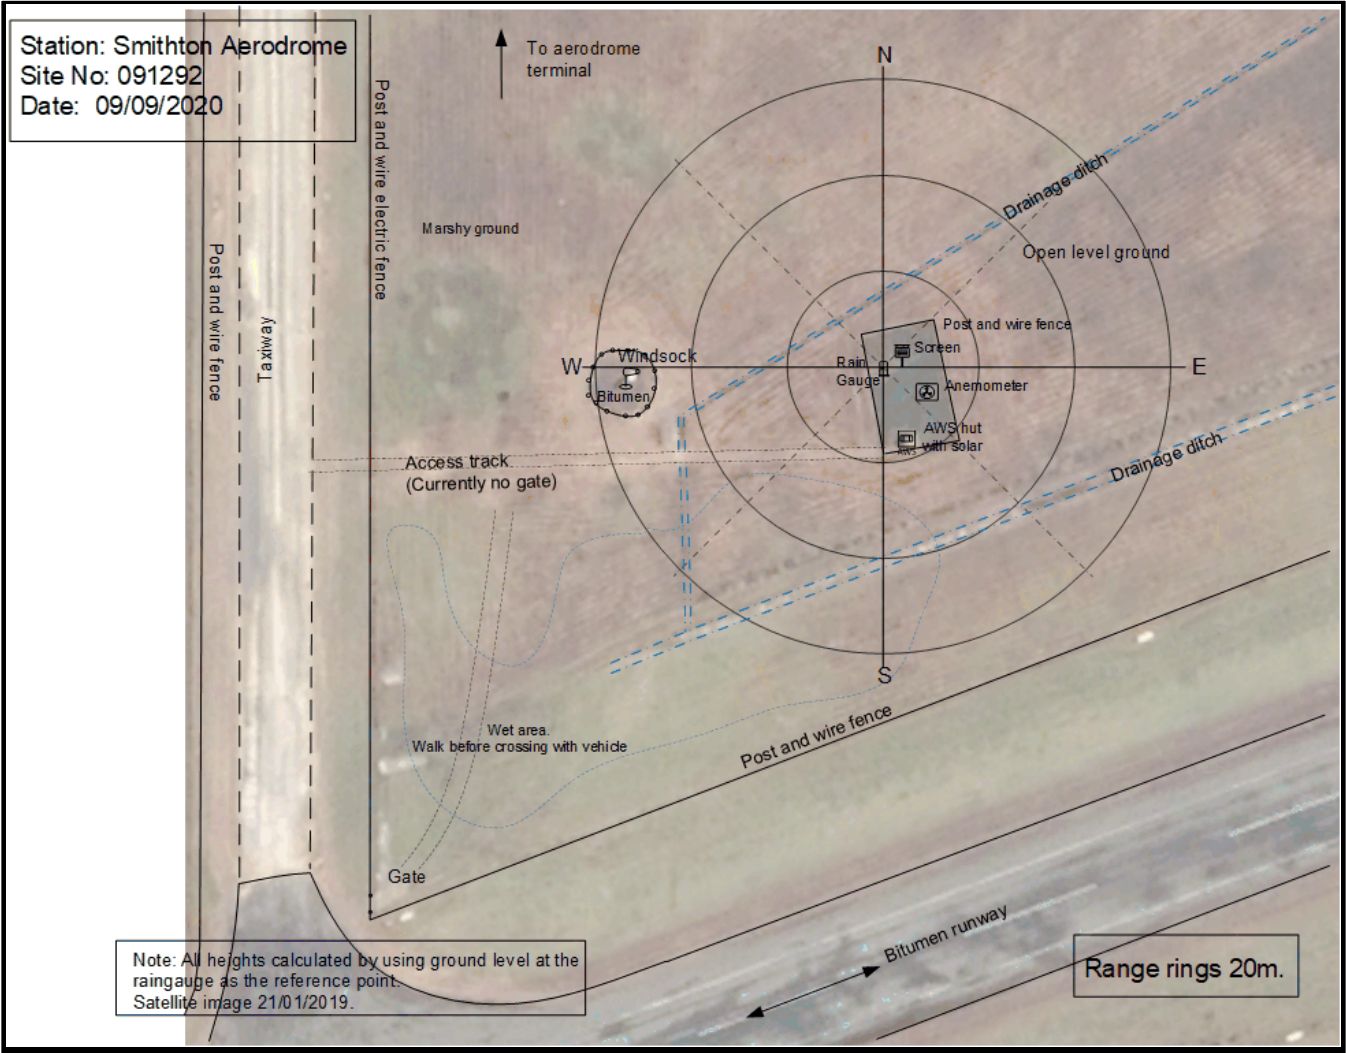 Station: Smithton Aerodrome
Site No: 091292
Date: 09/09/2020
To aerodrome
terminal
N
Post and wire electric fence
Drainage ditch
Marshy ground
Open level ground
Post and wire fence
Taxiway
Post and wire fence
Windsock
Screen
W
Rain
Gauge
E
Bitumen
Anemometer
AWS hut
with solar
AWS
Drainage ditch
Access track
(Currently no gate)
S
Post and wire fence
Wet area.
Walk before crossing with vehicle
Gate
Bitumen runway
Note: All heights calculated by using ground level at the
raingauge as the reference point.
Satellite image 21/01/2019.
Range rings 20m.